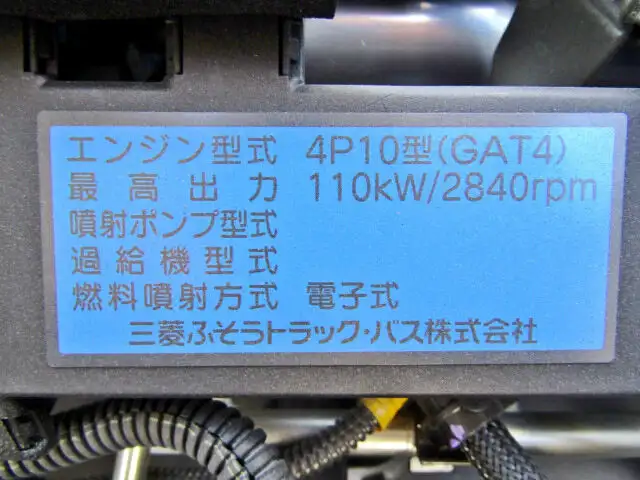 エンジン型式 4P10型(GAT4)
最高出力 110kW/2840rpm
噴射ポンプ型式
過給機型式
燃料噴射方式 電子式
三菱ふそうトラック・バス株式会社